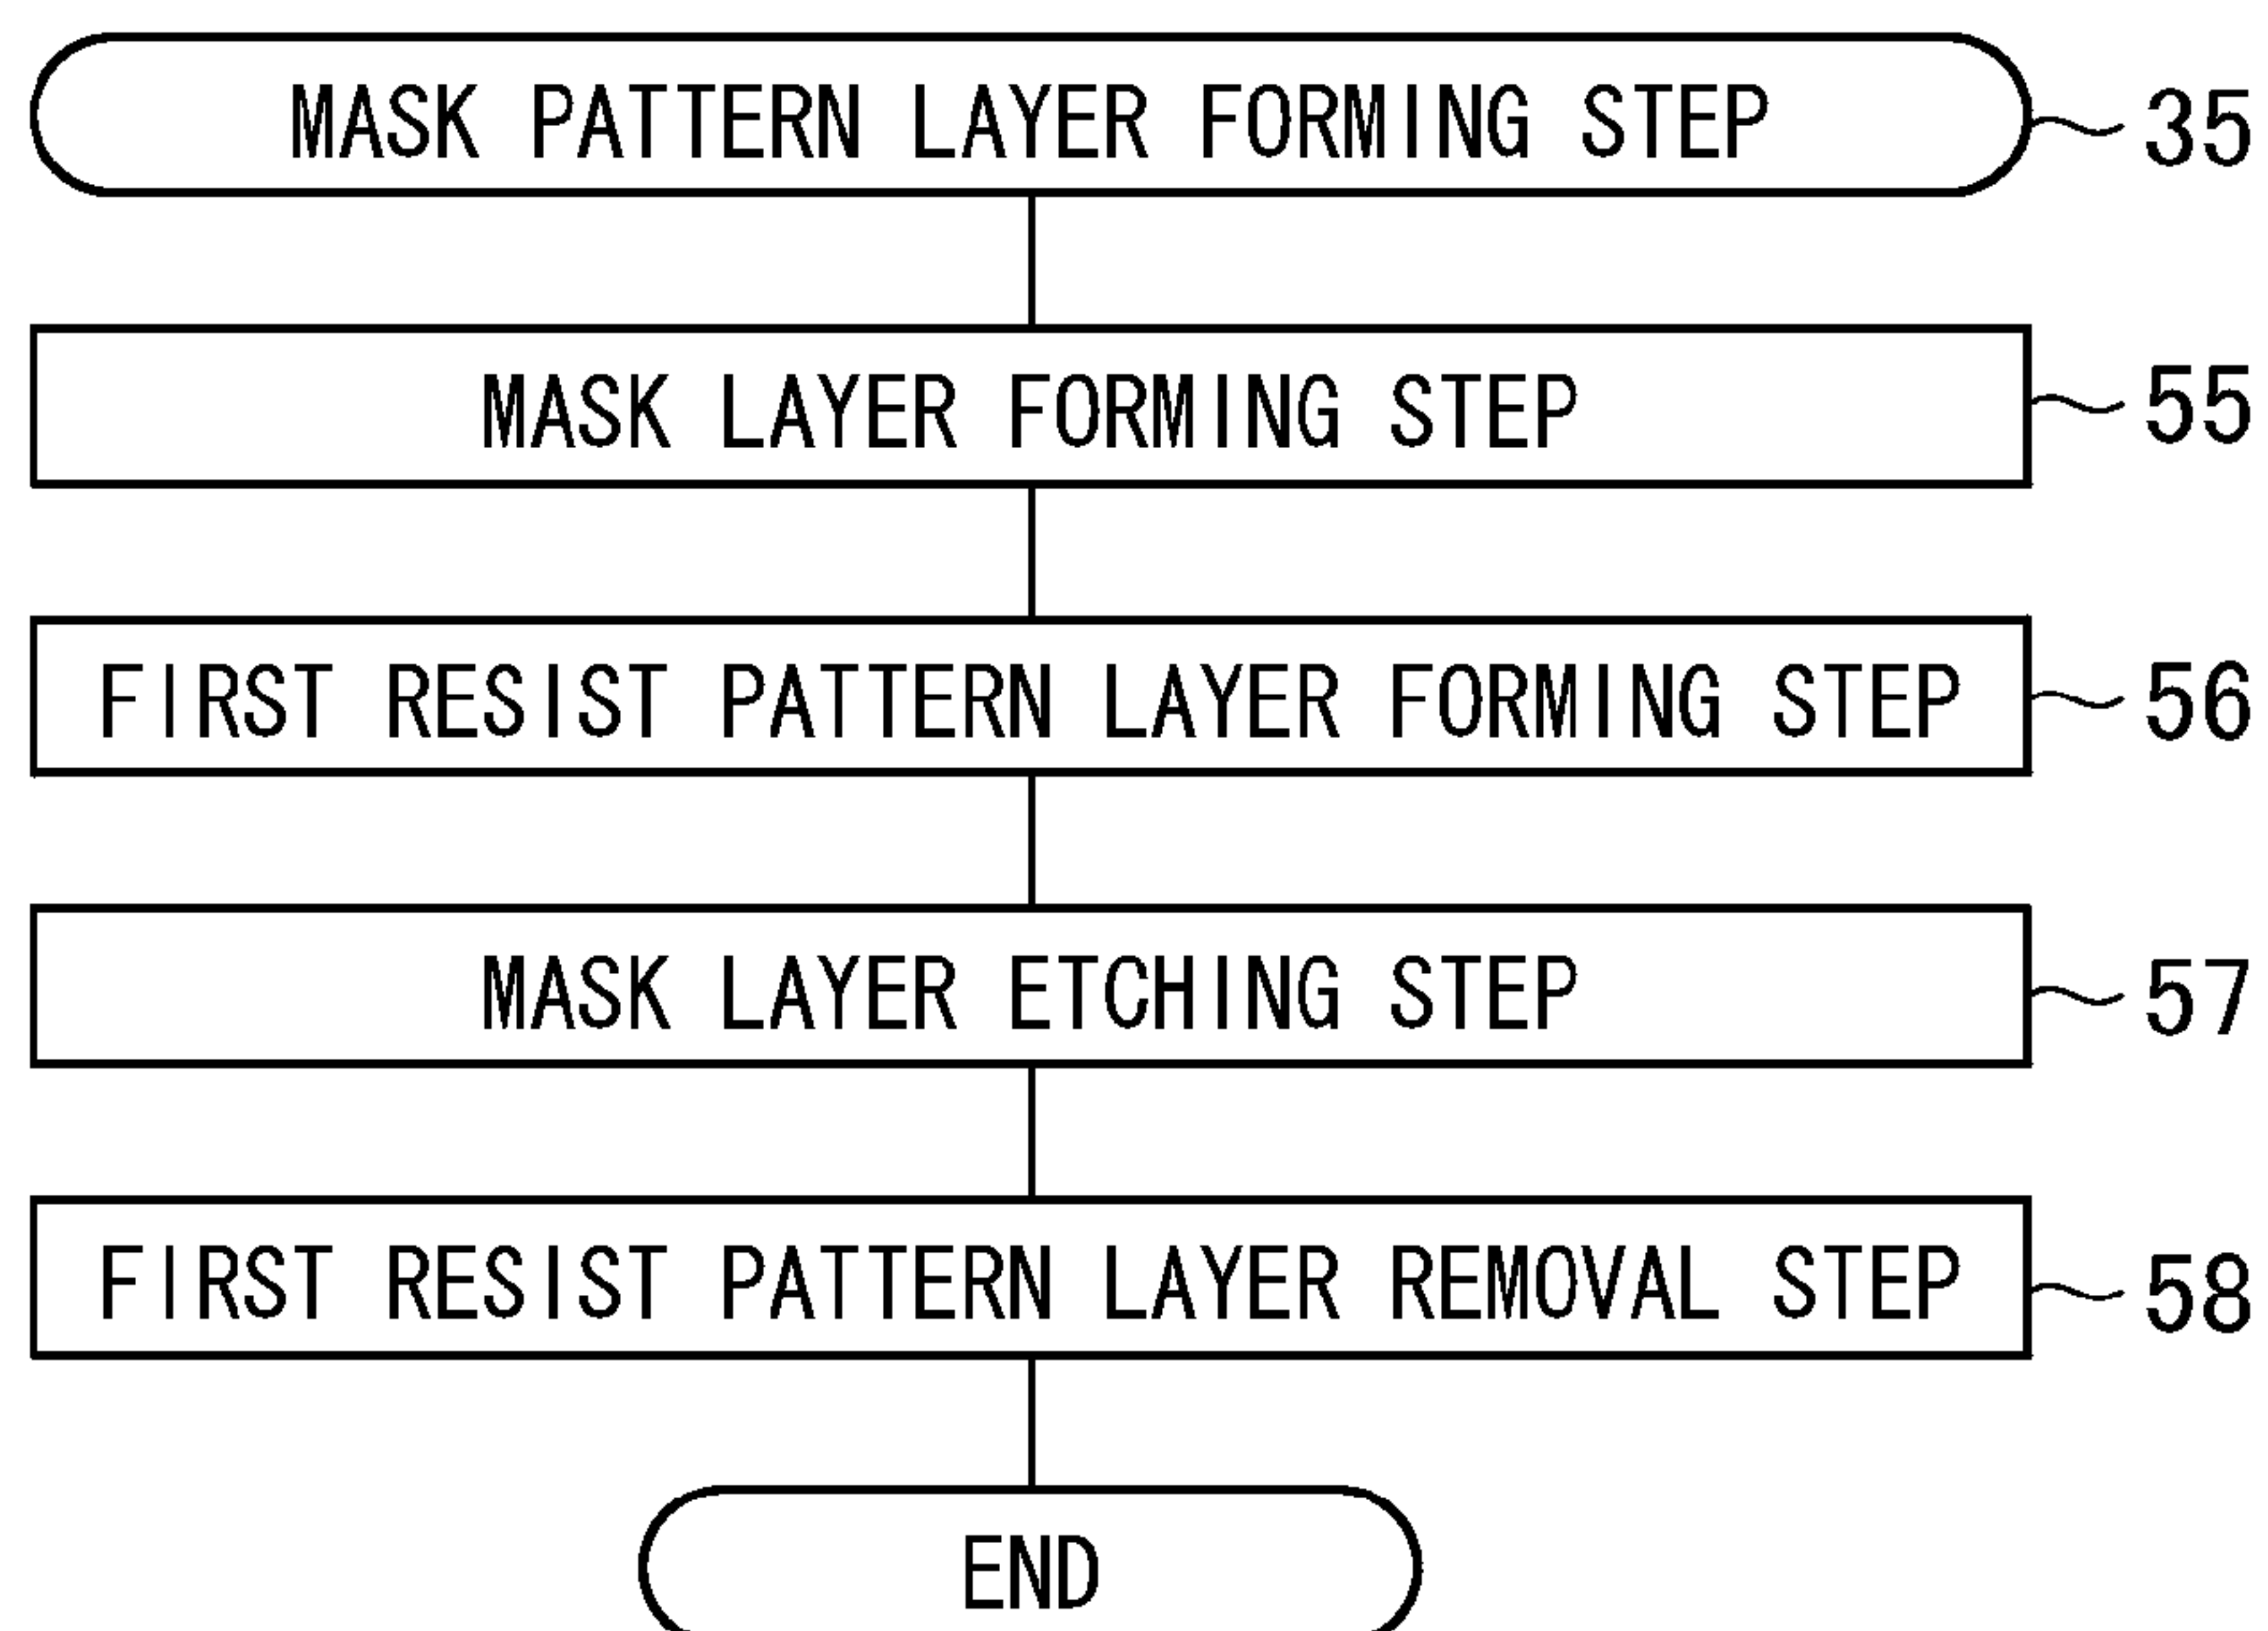 MASK PATTERN LAYER FORMING STEP 35
MASK LAYER FORMING STEP 55
FIRST RESIST PATTERN LAYER FORMING STEP 56
MASK LAYER ETCHING STEP 57
FIRST RESIST PATTERN LAYER REMOVAL STEP 58
END